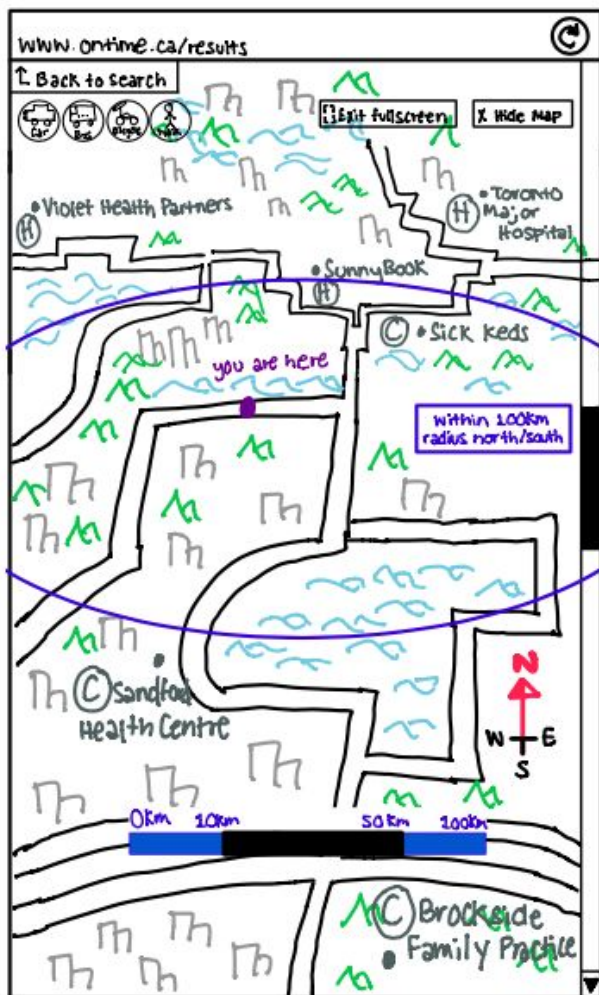 www.ontime.ca/results
Back to search
Car
Bus
Bicycle
Walk
Exit fullscreen
X Hide Map
H
• Violet Health Partners
H
• Toronto
Major
Hospital
• SunnyBook
H
C
• Sick Keds
you are here
within 100km
radius north/south
C
Sandford
Health Centre
N
W
E
S
0km 10km 50km 100km
C
Brockside
Family Practice